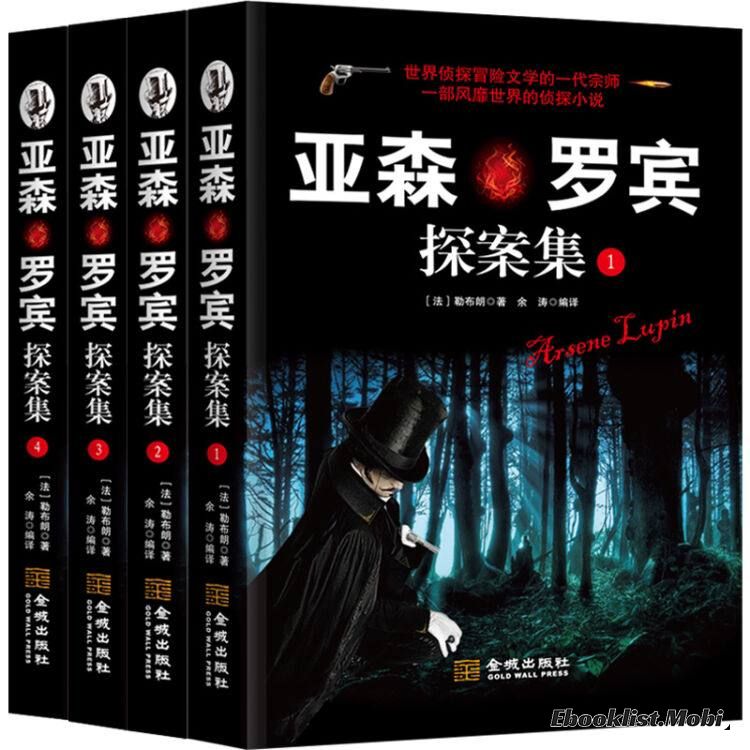 世界侦探冒险文学的一代宗师
一部风靡世界的侦探小说
亚森 罗宾
探案集 1
[法] 勒布朗◎著 余 涛◎编译
Arsene Lupin
金城出版社
GOLD WALL PRESS
亚森 罗宾 探案集 4
[法] 勒布朗◎著
余 涛◎编译
金城出版社
GOLD WALL PRESS
亚森 罗宾 探案集 3
[法] 勒布朗◎著
余 涛◎编译
金城出版社
GOLD WALL PRESS
亚森 罗宾 探案集 2
[法] 勒布朗◎著
余 涛◎编译
金城出版社
GOLD WALL PRESS
亚森 罗宾 探案集 1
[法] 勒布朗◎著
余 涛◎编译
金城出版社
GOLD WALL PRESS
Ebooklist.Mobi